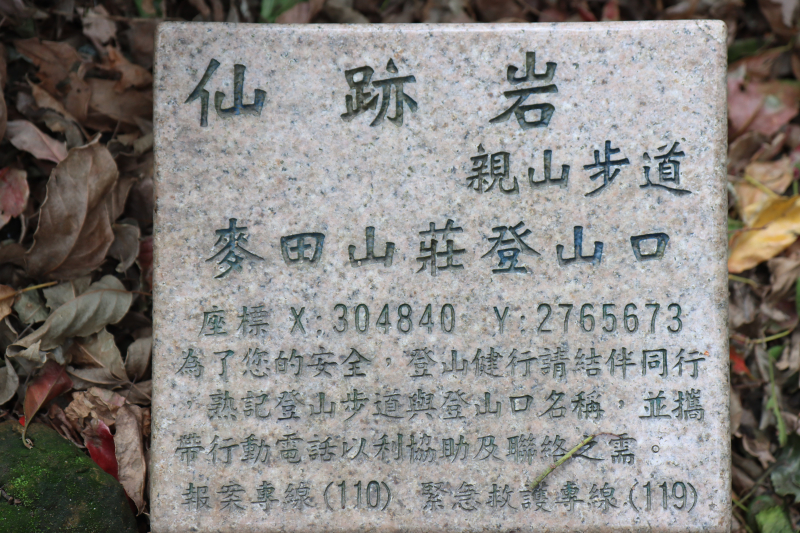 仙跡岩
親山步道
麥田山莊登山口
座標 X:304840 Y:2765673
為了您的安全，登山健行請結伴同行
，熟記登山步道與登山口名稱，並攜
帶行動電話以利協助及聯絡之需。
報案專線(110)、緊急救護專線(119)